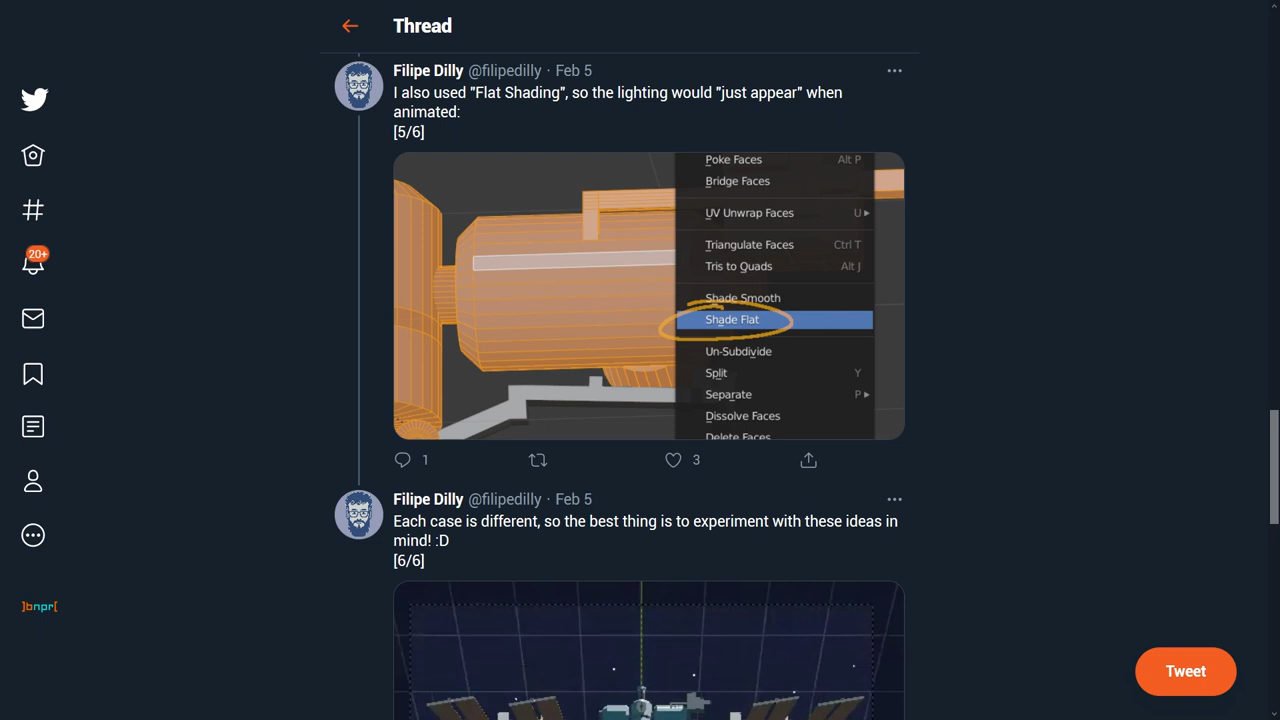 Thread
Filipe Dilly @filipedilly · Feb 5
I also used "Flat Shading", so the lighting would "just appear" when
animated:
[5/6]
Poke Faces Alt P
Bridge Faces
UV Unwrap Faces U
Triangulate Faces Ctrl T
Tris to Quads Alt J
Shade Smooth
Shade Flat
Un-Subdivide
Split Y
Separate P
Dissolve Faces
Delete Faces
1 3
Filipe Dilly @filipedilly · Feb 5
Each case is different, so the best thing is to experiment with these ideas in
mind! :D
[6/6]
20+
]bnpr[
Tweet